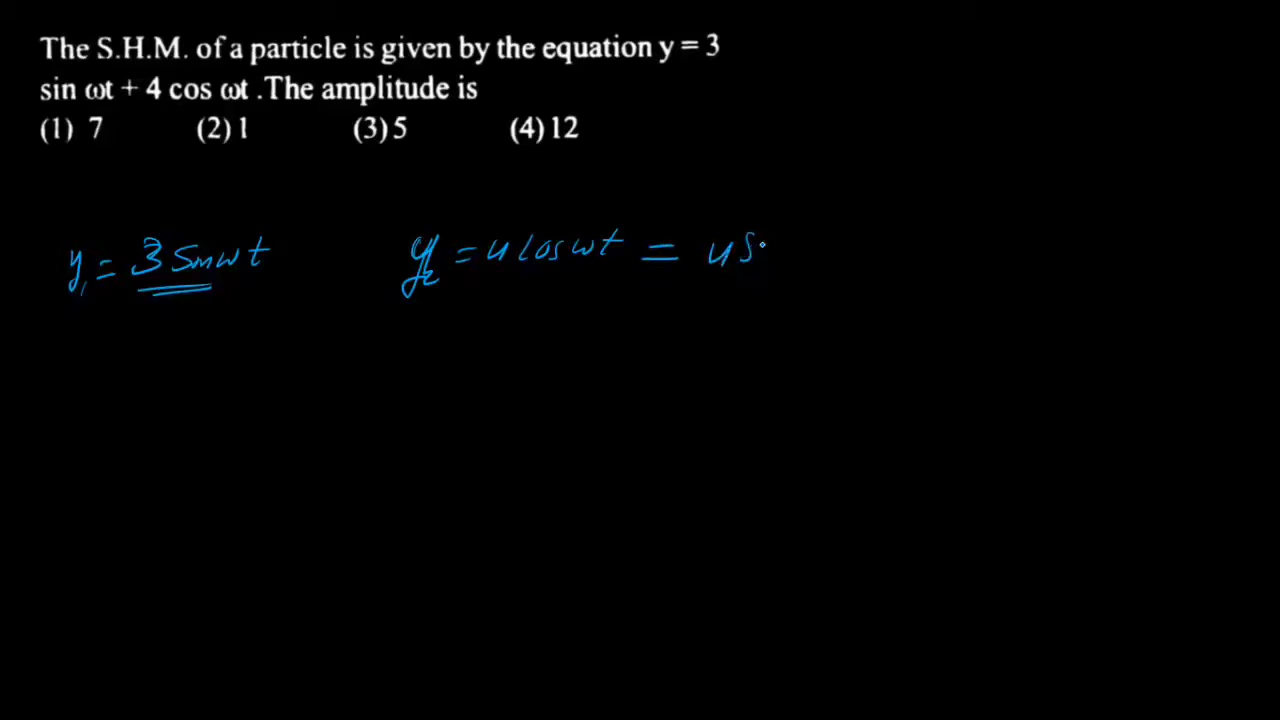 The S.H.M. of a particle is given by the equation y = 3
sin ωt + 4 cos ωt .The amplitude is
(1) 7 (2) 1 (3) 5 (4) 12
y₁ = 3 sin ωt y₂ = 4 cos ωt = 4 S